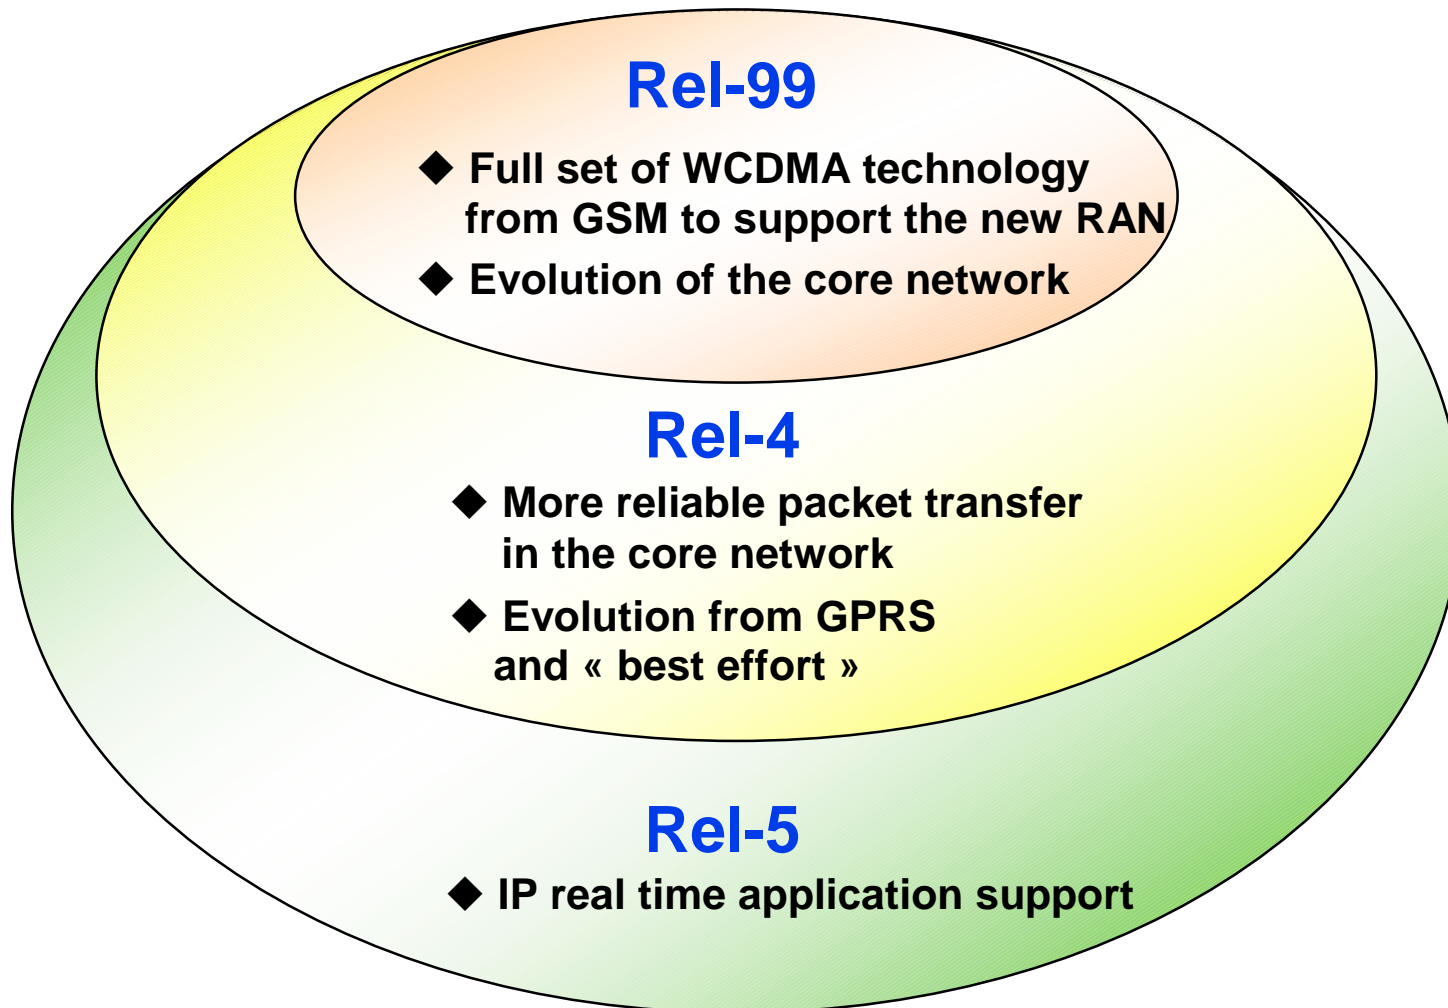 Rel-99
◆ Full set of WCDMA technology
from GSM to support the new RAN
◆ Evolution of the core network
Rel-4
◆ More reliable packet transfer
in the core network
◆ Evolution from GPRS
and « best effort »
Rel-5
◆ IP real time application support